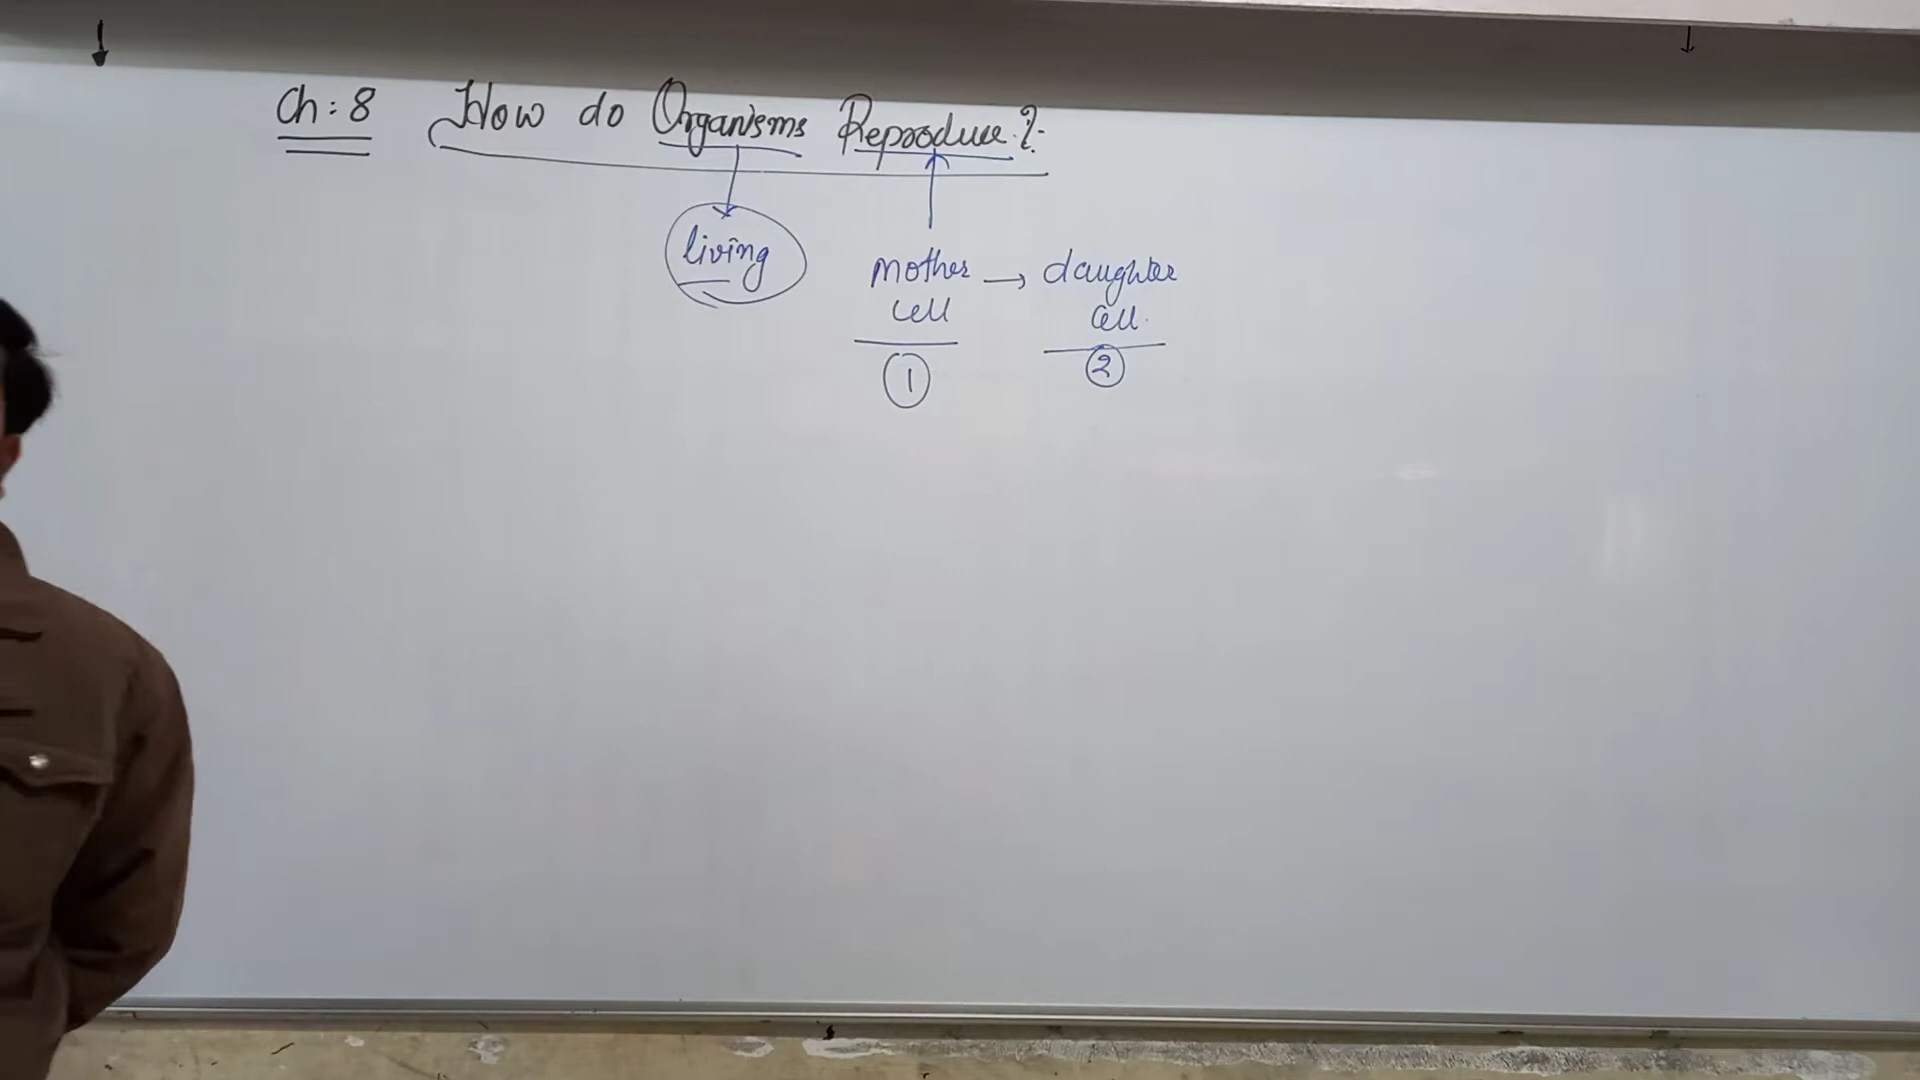 Ch: 8 How do Organisms Reproduce?
living
mother → daughter
cell cell.
1 2